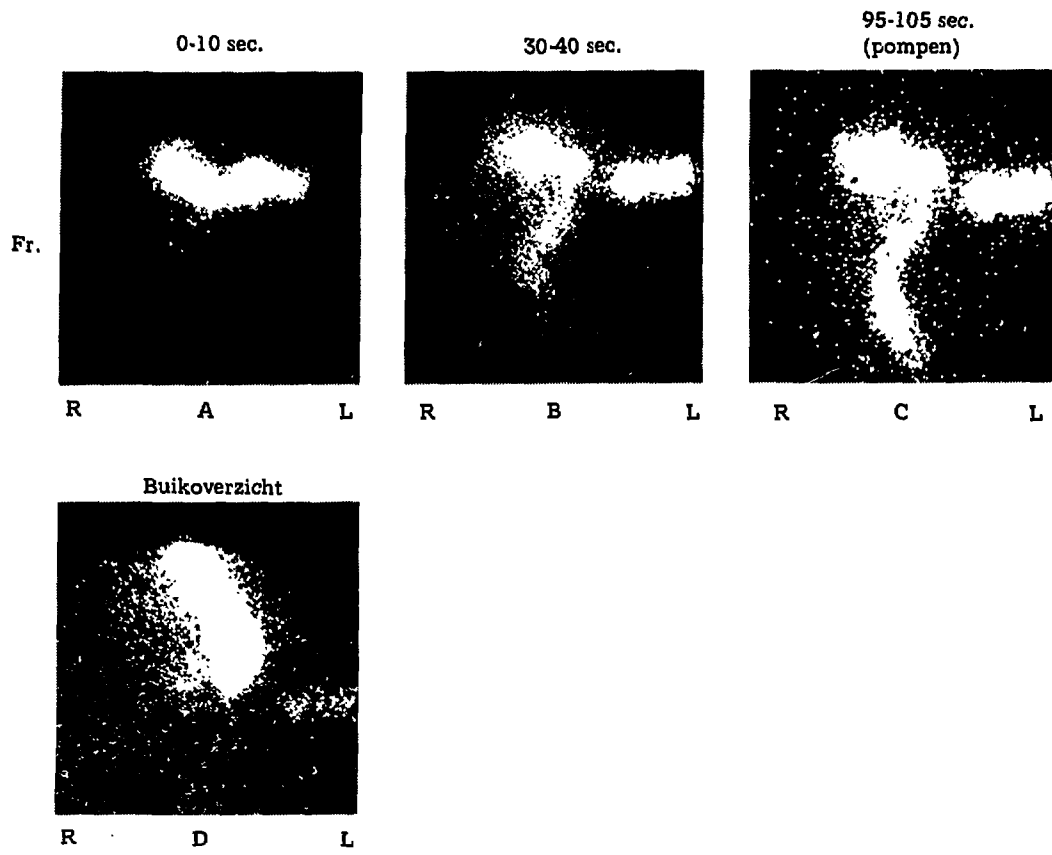 0-10 sec.
30-40 sec.
95-105 sec.
(pompen)
Fr.
R A L
R B L
R C L
Buikoverzicht
R D L